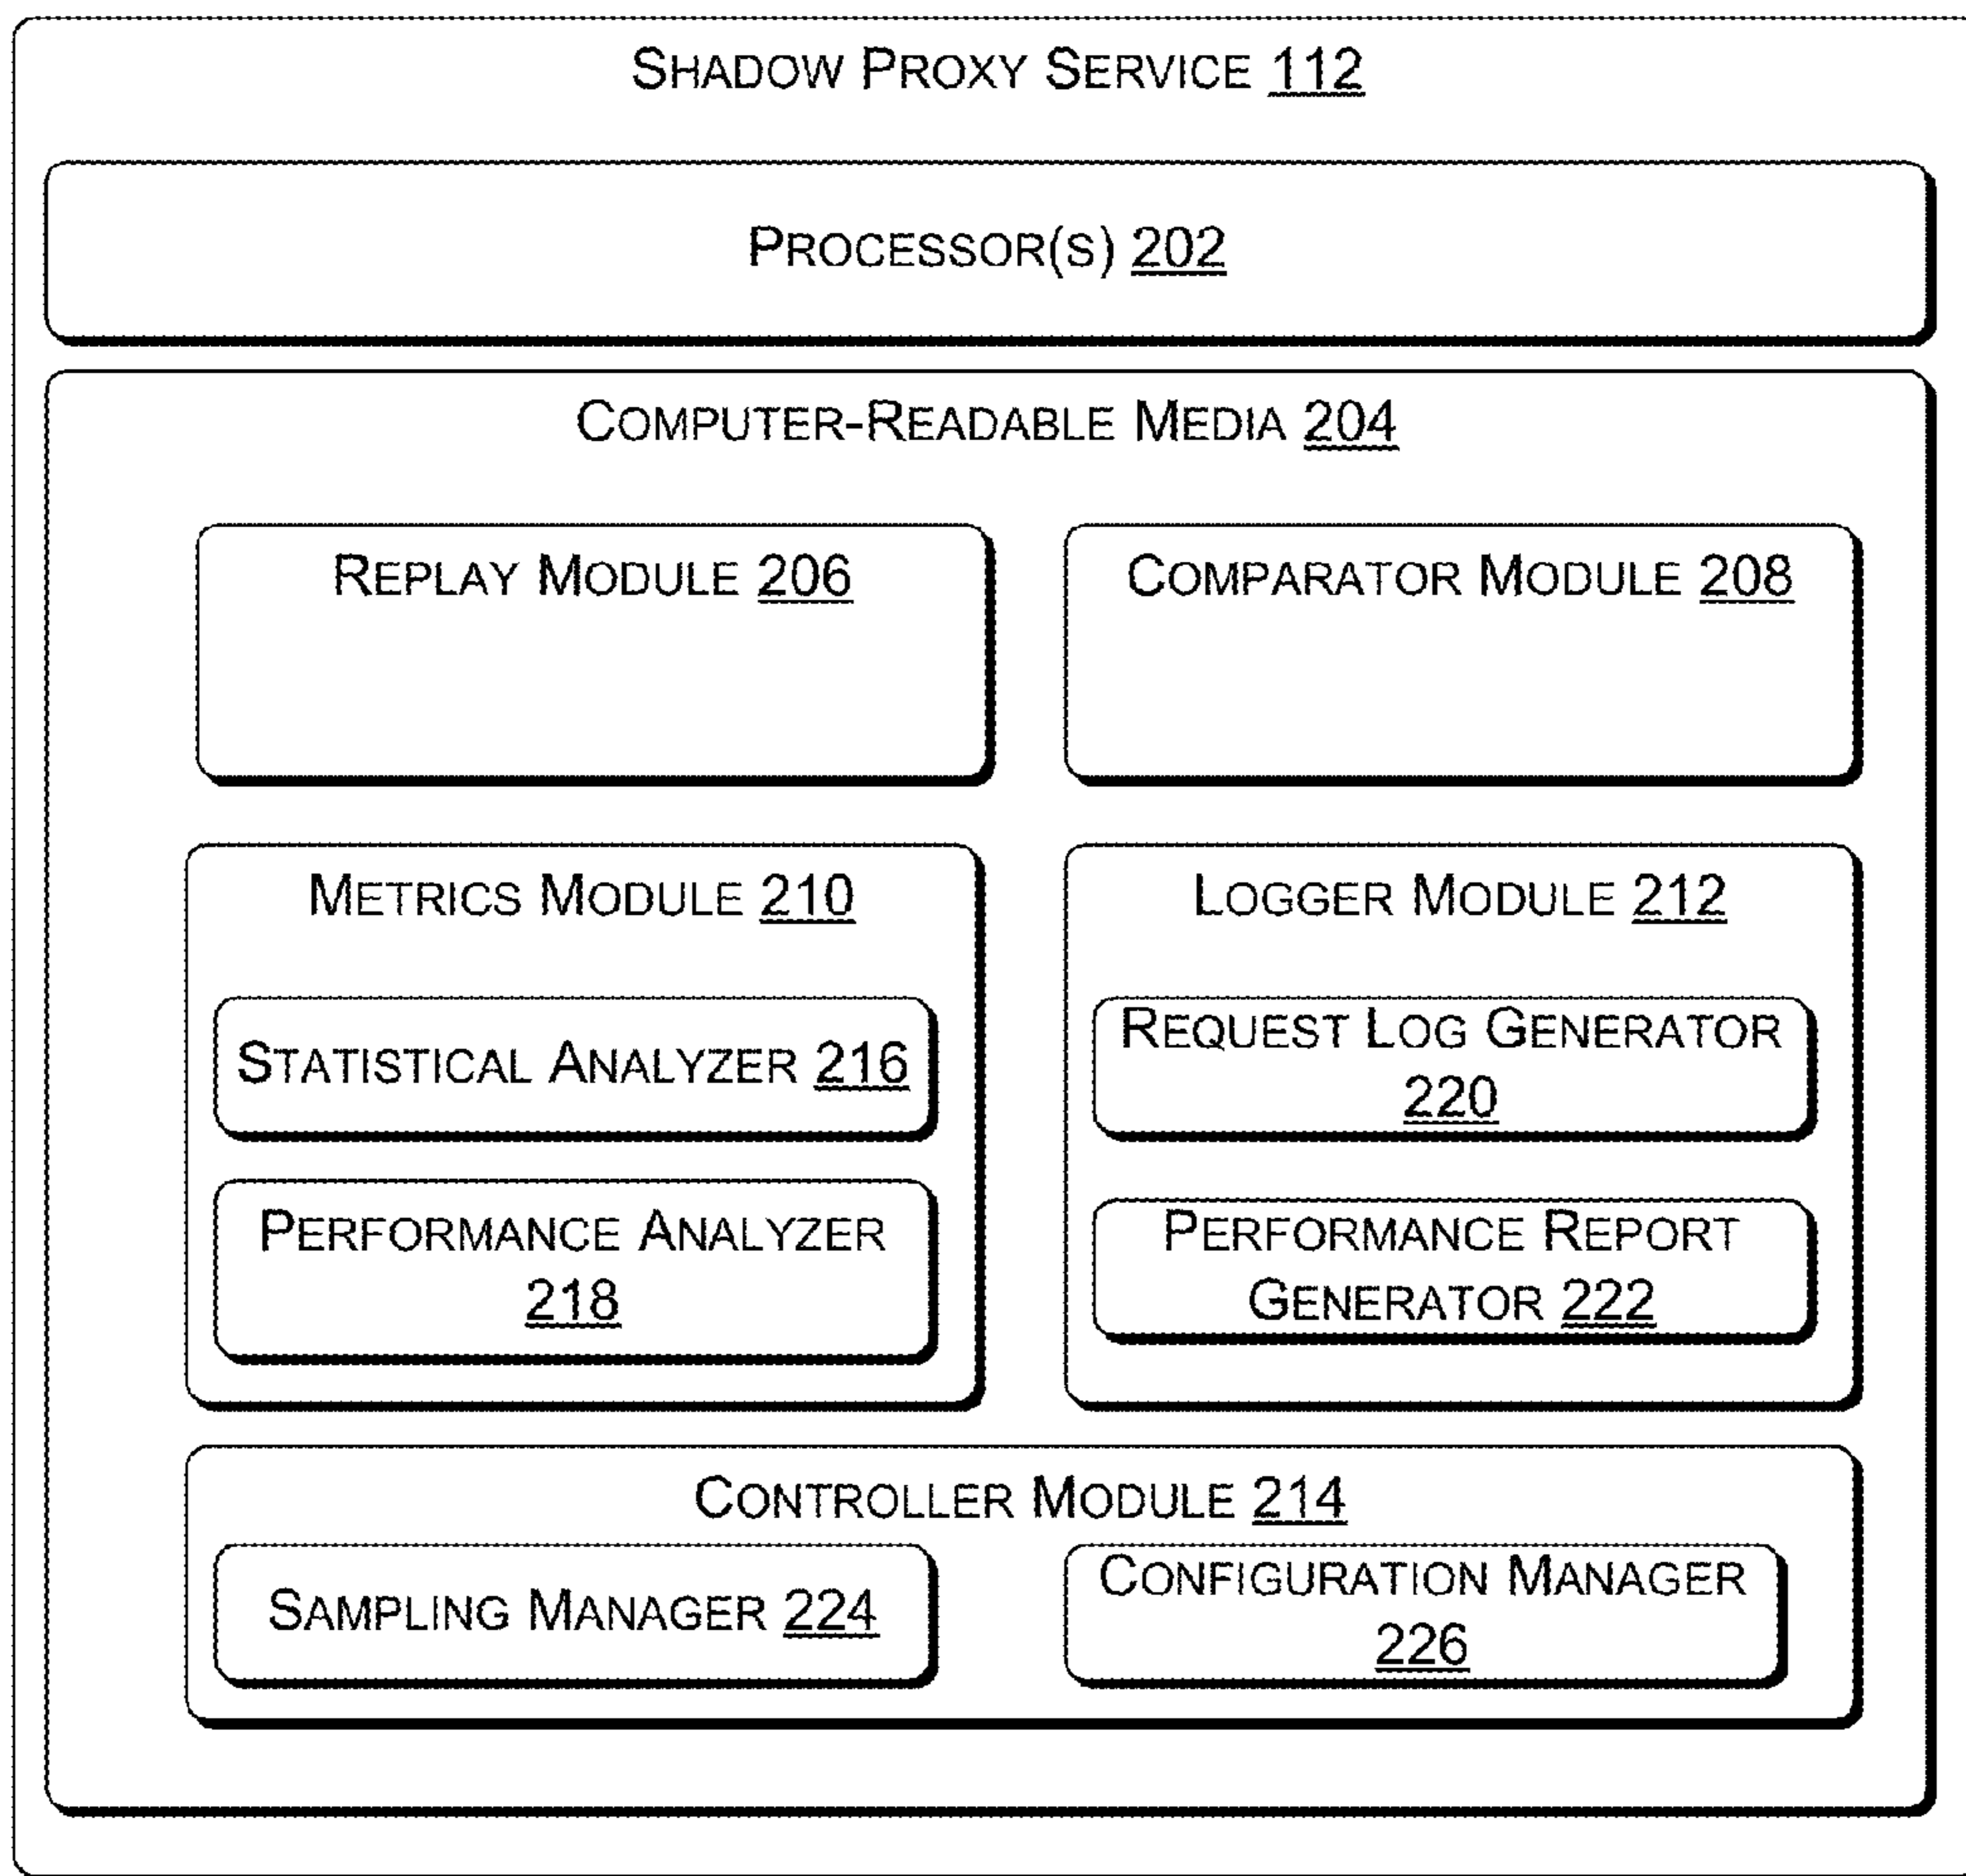 SHADOW PROXY SERVICE 112
PROCESSOR(S) 202
COMPUTER-READABLE MEDIA 204
REPLAY MODULE 206
COMPARATOR MODULE 208
METRICS MODULE 210
STATISTICAL ANALYZER 216
PERFORMANCE ANALYZER
218
LOGGER MODULE 212
REQUEST LOG GENERATOR
220
PERFORMANCE REPORT
GENERATOR 222
CONTROLLER MODULE 214
SAMPLING MANAGER 224
CONFIGURATION MANAGER
226